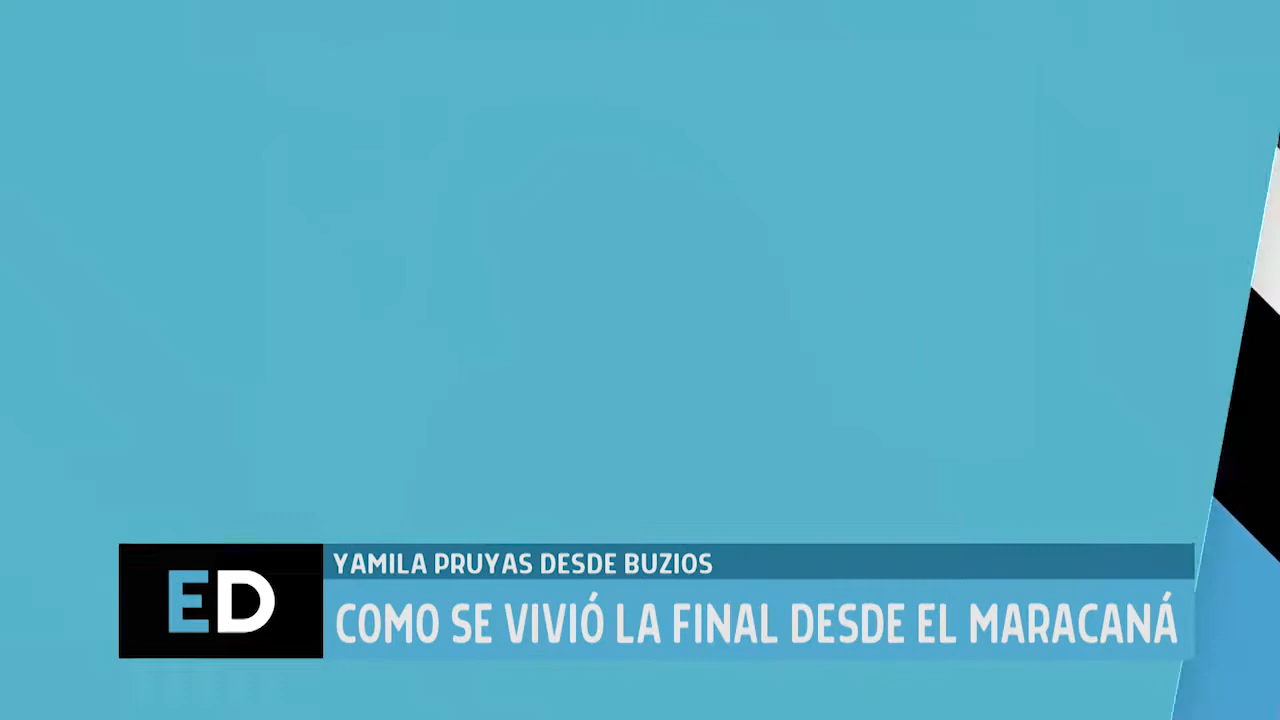 YAMILA PRUYAS DESDE BUZIOS
ED
COMO SE VIVIÓ LA FINAL DESDE EL MARACANÁ